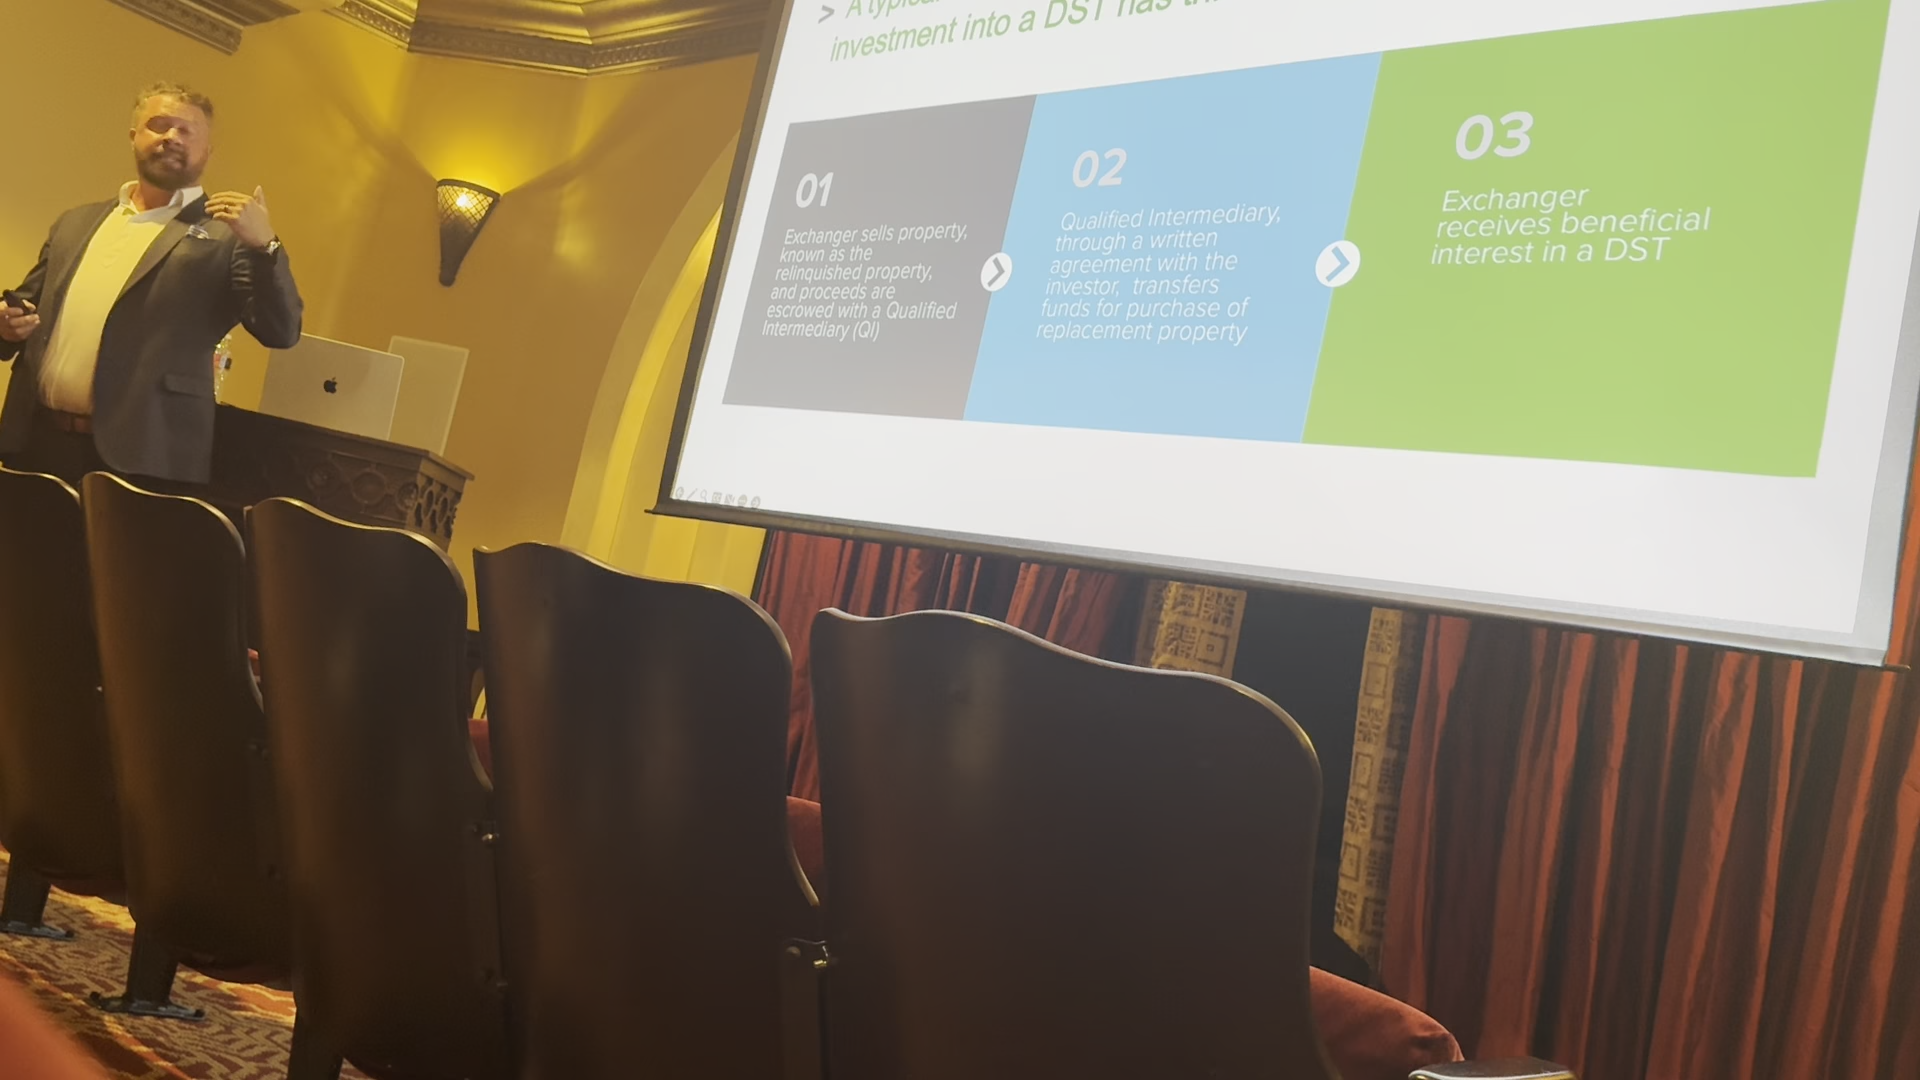 > A typical
investment into a DST has
01
Exchanger sells property,
known as the
relinquished property,
and proceeds are
escrowed with a Qualified
Intermediary (QI)
02
Qualified Intermediary,
through a written
agreement with the
investor, transfers
funds for purchase of
replacement property
03
Exchanger
receives beneficial
interest in a DST